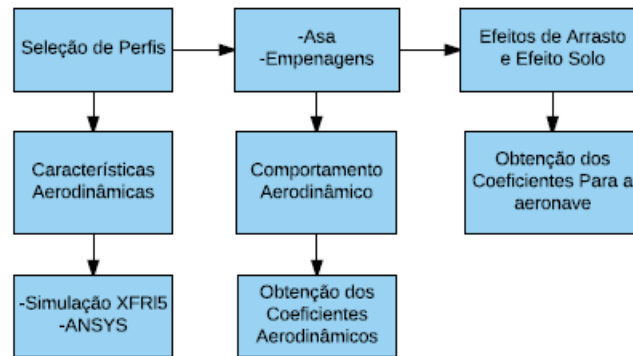 Seleção de Perfis
-Asa
-Empenagens
Efeitos de Arrasto
e Efeito Solo
Características
Aerodinâmicas
Comportamento
Aerodinâmico
Obtenção dos
Coeficientes Para a
aeronave
-Simulação XFRI5
-ANSYS
Obtenção dos
Coeficientes
Aerodinâmicos